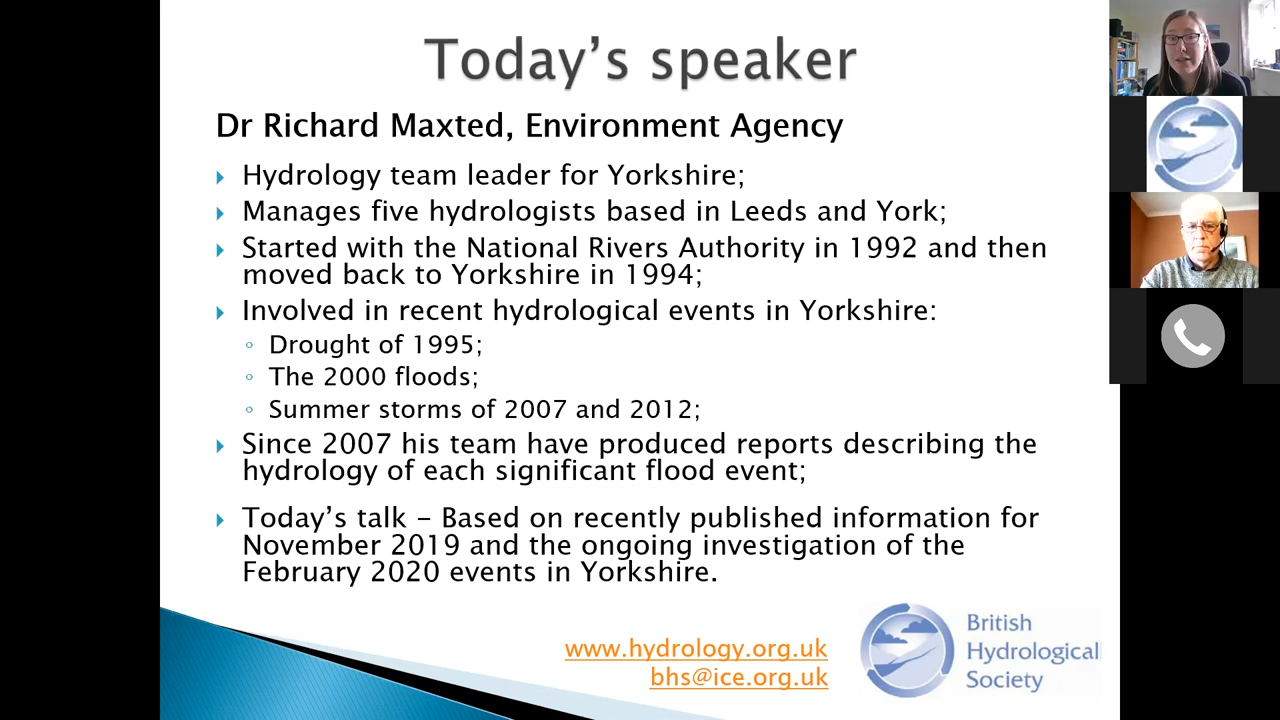 Today's speaker
Dr Richard Maxted, Environment Agency
Hydrology team leader for Yorkshire;
Manages five hydrologists based in Leeds and York;
Started with the National Rivers Authority in 1992 and then
moved back to Yorkshire in 1994;
Involved in recent hydrological events in Yorkshire:
Drought of 1995;
The 2000 floods;
Summer storms of 2007 and 2012;
Since 2007 his team have produced reports describing the
hydrology of each significant flood event;
Today's talk – Based on recently published information for
November 2019 and the ongoing investigation of the
February 2020 events in Yorkshire.
www.hydrology.org.uk
bhs@ice.org.uk
British
Hydrological
Society